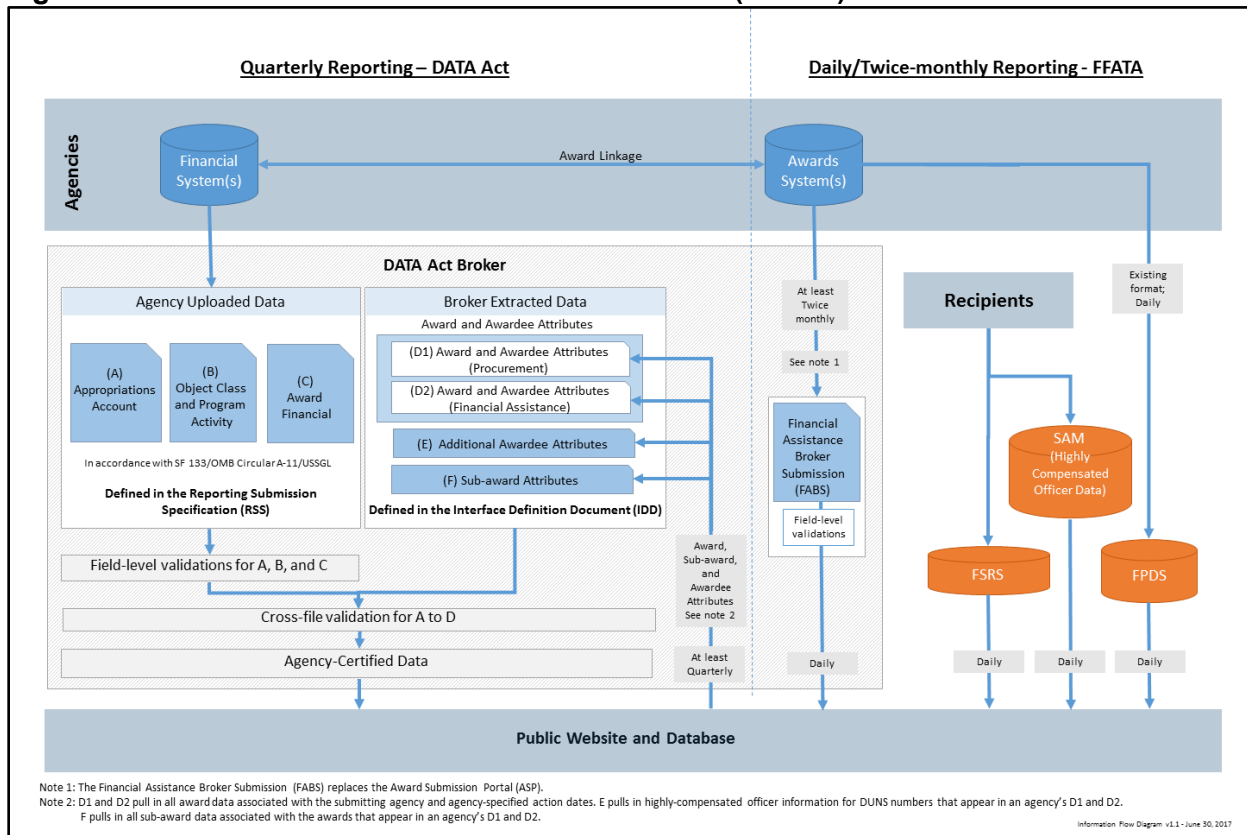 Quarterly Reporting – DATA Act
Daily/Twice-monthly Reporting - FFATA
Agencies
Financial
System(s)
Award Linkage
Awards
System(s)
DATA Act Broker
Agency Uploaded Data
(A)
Appropriations
Account
(B)
Object Class
and Program
Activity
(C)
Award
Financial
In accordance with SF 133/OMB Circular A-11/USSGL
Defined in the Reporting Submission
Specification (RSS)
Broker Extracted Data
Award and Awardee Attributes
(D1) Award and Awardee Attributes
(Procurement)
(D2) Award and Awardee Attributes
(Financial Assistance)
(E) Additional Awardee Attributes
(F) Sub-award Attributes
Defined in the Interface Definition Document (IDD)
Field-level validations for A, B, and C
Cross-file validation for A to D
Agency-Certified Data
Award,
Sub-award,
and
Awardee
Attributes
See note 2
At least
Quarterly
At least
Twice
monthly
See note 1
Financial
Assistance
Broker
Submission
(FABS)
Field-level
validations
Daily
Recipients
Existing
format;
Daily
SAM
(Highly
Compensated
Officer Data)
FSRS
FPDS
Daily
Daily
Daily
Public Website and Database
Note 1: The Financial Assistance Broker Submission (FABS) replaces the Award Submission Portal (ASP).
Note 2: D1 and D2 pull in all award data associated with the submitting agency and agency-specified action dates. E pulls in highly-compensated officer information for DUNS numbers that appear in an agency's D1 and D2.
F pulls in all sub-award data associated with the awards that appear in an agency's D1 and D2.
Information Flow Diagram v1.1 - June 30, 2017